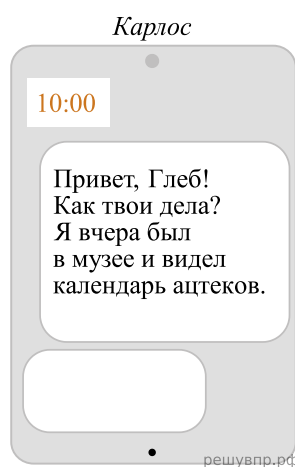 Карлос
10:00
Привет, Глеб!
Как твои дела?
Я вчера был
в музее и видел
календарь ацтеков.
решувпр.рф